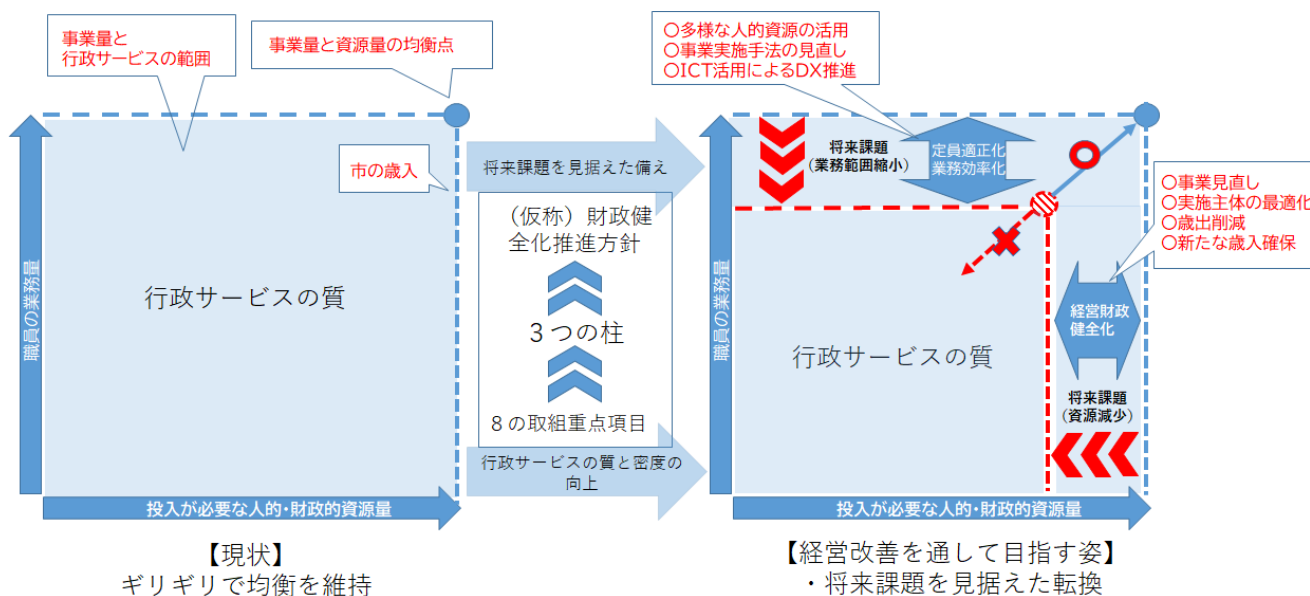 事業量と
行政サービスの範囲
事業量と資源量の均衡点
市の歳入
職員の業務量
行政サービスの質
投入が必要な人的・財政的資源量
【現状】
ギリギリで均衡を維持
将来課題を見据えた備え
（仮称）財政健
全化推進方針
３つの柱
８の取組重点項目
行政サービスの質と密度の
向上
〇多様な人的資源の活用
〇事業実施手法の見直し
〇ICT活用によるDX推進
将来課題
(業務範囲縮小)
定員適正化
業務効率化
〇事業見直し
〇実施主体の最適化
〇歳出削減
〇新たな歳入確保
職員の業務量
行政サービスの質
経営財政
健全化
将来課題
(資源減少)
投入が必要な人的・財政的資源量
【経営改善を通して目指す姿】
・将来課題を見据えた転換